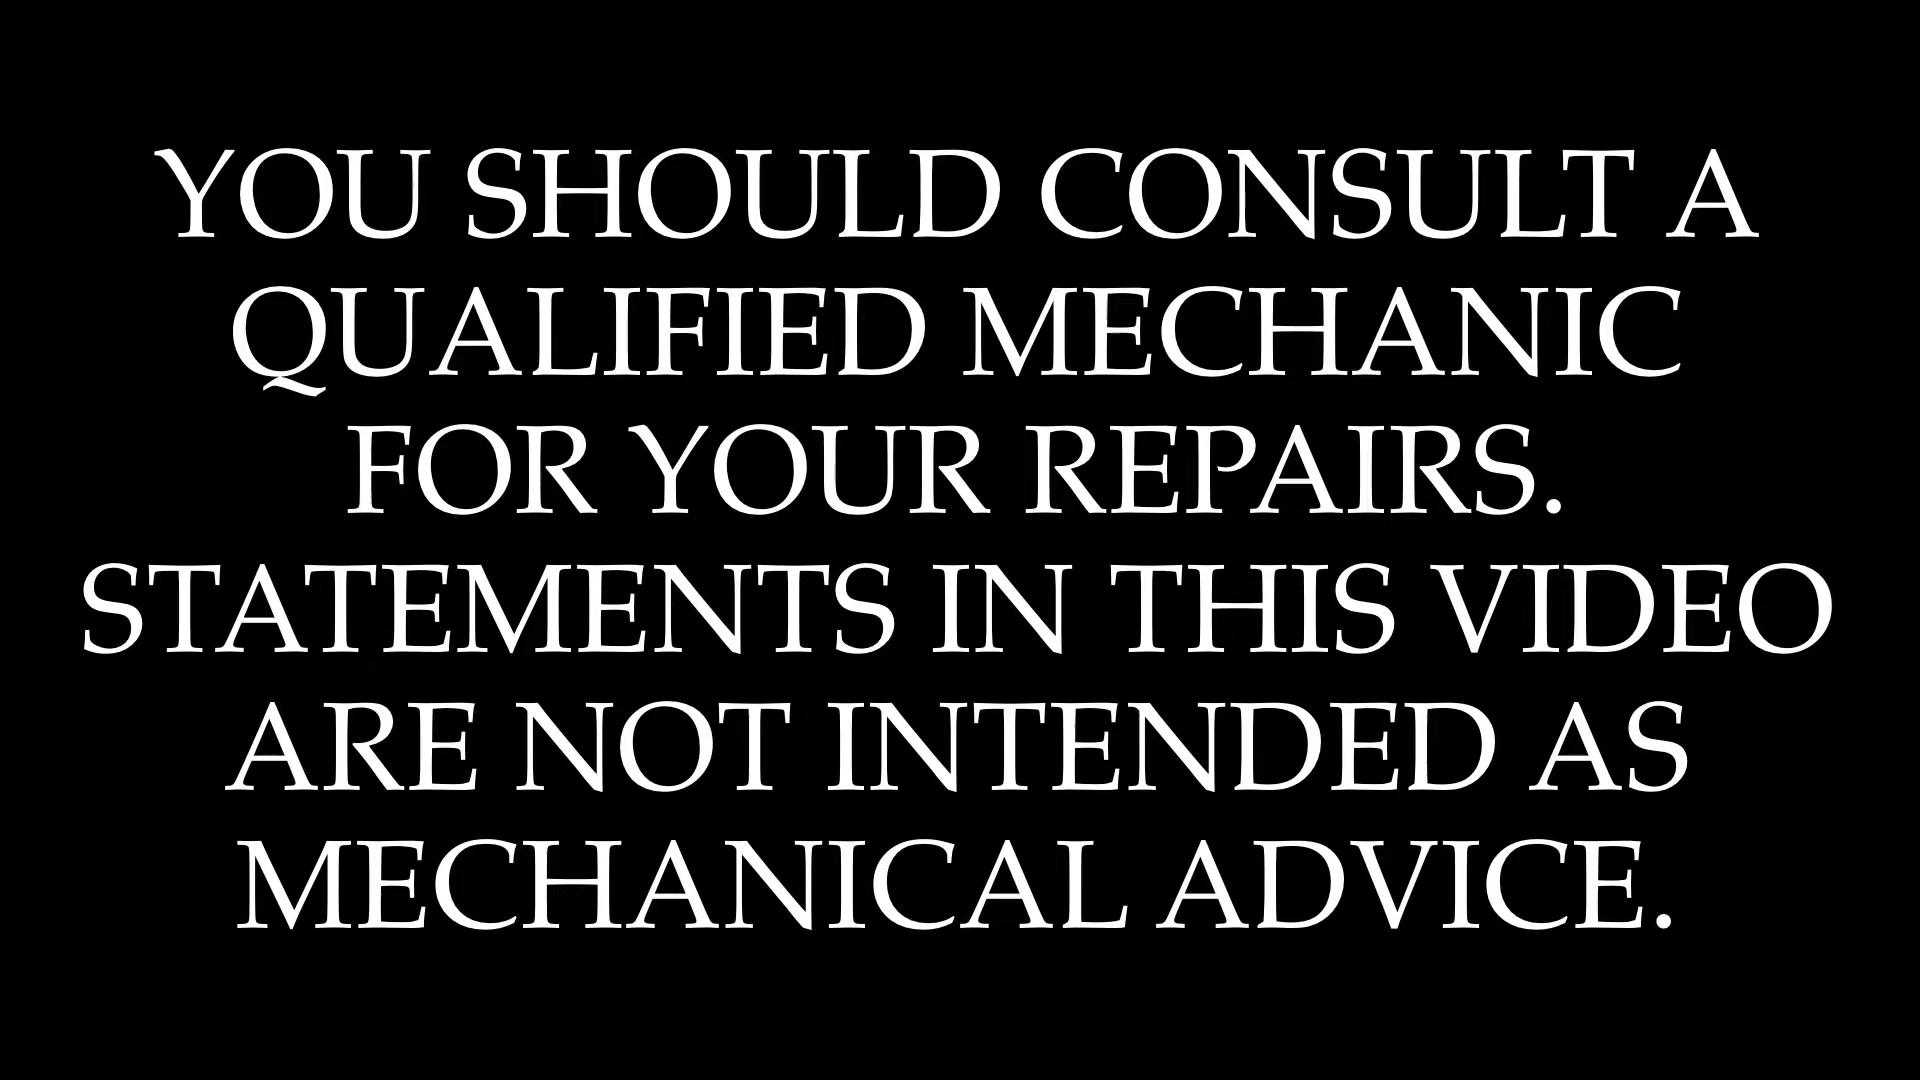 YOU SHOULD CONSULT A
QUALIFIED MECHANIC
FOR YOUR REPAIRS.
STATEMENTS IN THIS VIDEO
ARE NOT INTENDED AS
MECHANICAL ADVICE.